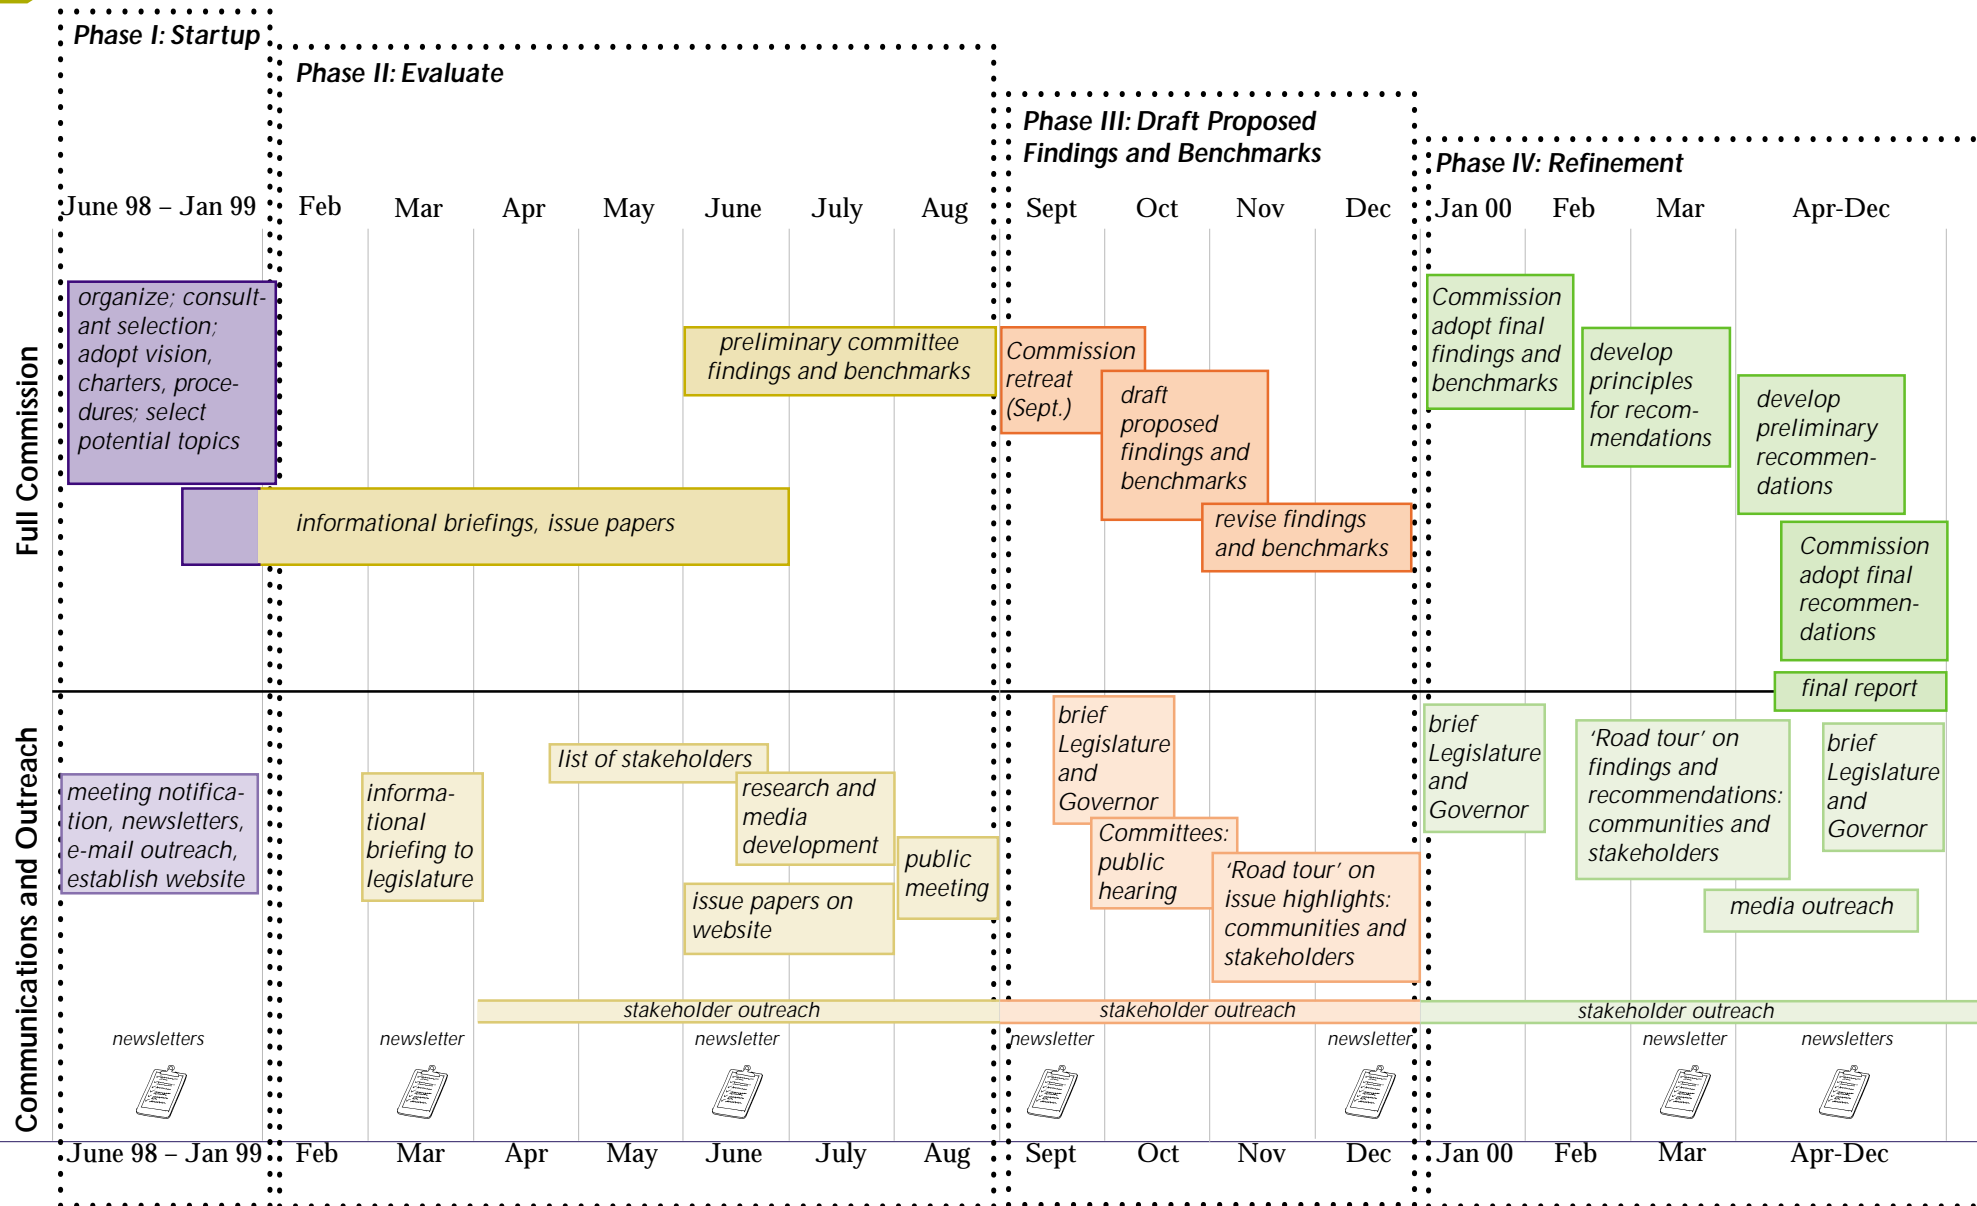 Phase I: Startup
Phase II: Evaluate
Phase III: Draft Proposed
Findings and Benchmarks
Phase IV: Refinement
June 98 – Jan 99
Feb
Mar
Apr
May
June
July
Aug
Sept
Oct
Nov
Dec
Jan 00
Feb
Mar
Apr-Dec
Full Commission
organize; consult-
ant selection;
adopt vision,
charters, proce-
dures; select
potential topics
informational briefings, issue papers
preliminary committee
findings and benchmarks
Commission
retreat
(Sept.)
draft
proposed
findings and
benchmarks
revise findings
and benchmarks
Commission
adopt final
findings and
benchmarks
develop
principles
for recom-
mendations
develop
preliminary
recommen-
dations
Commission
adopt final
recommen-
dations
final report
Communications and Outreach
meeting notifica-
tion, newsletters,
e-mail outreach,
establish website
informa-
tional
briefing to
legislature
list of stakeholders
research and
media
development
issue papers on
website
public
meeting
brief
Legislature
and
Governor
Committees:
public
hearing
'Road tour' on
issue highlights:
communities and
stakeholders
brief
Legislature
and
Governor
'Road tour' on
findings and
recommendations:
communities and
stakeholders
brief
Legislature
and
Governor
media outreach
stakeholder outreach
stakeholder outreach
stakeholder outreach
newsletters
newsletter
newsletter
newsletter
newsletter
newsletter
newsletters
June 98 – Jan 99
Feb
Mar
Apr
May
June
July
Aug
Sept
Oct
Nov
Dec
Jan 00
Feb
Mar
Apr-Dec